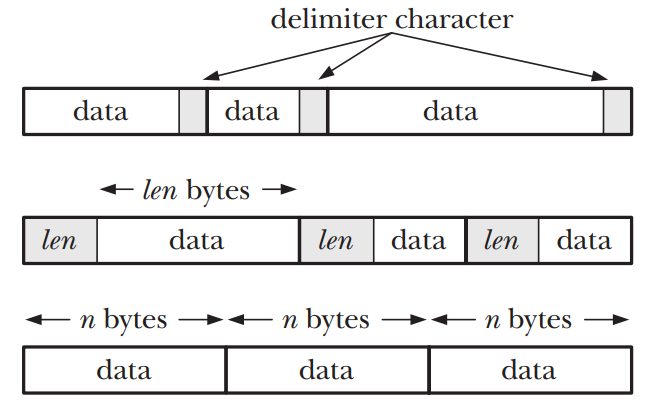 delimiter character
data data data
len bytes
len data len data len data
n bytes n bytes n bytes
data data data